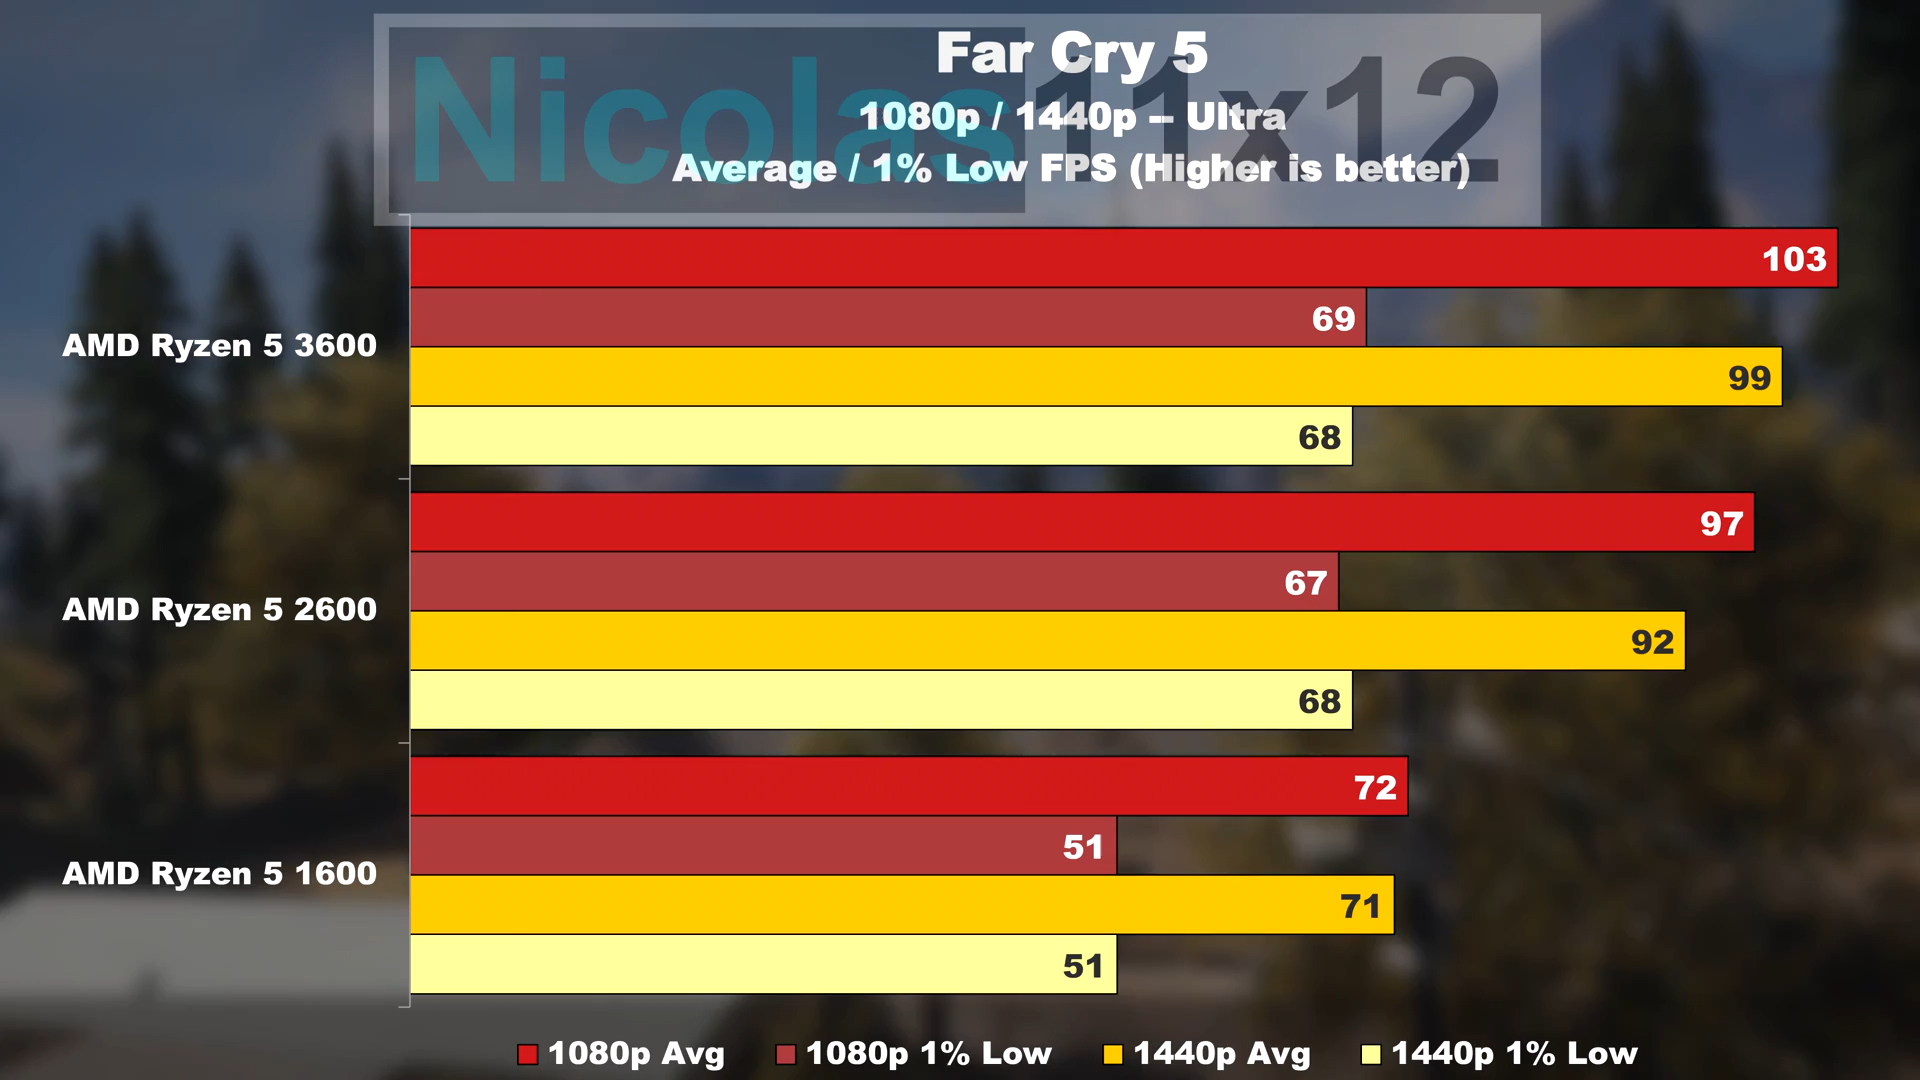 Nicolas11x12
Far Cry 5
1080p / 1440p – Ultra
Average / 1% Low FPS (Higher is better)
103
69
AMD Ryzen 5 3600
99
68
97
67
AMD Ryzen 5 2600
92
68
72
51
AMD Ryzen 5 1600
71
51
1080p Avg 1080p 1% Low 1440p Avg 1440p 1% Low